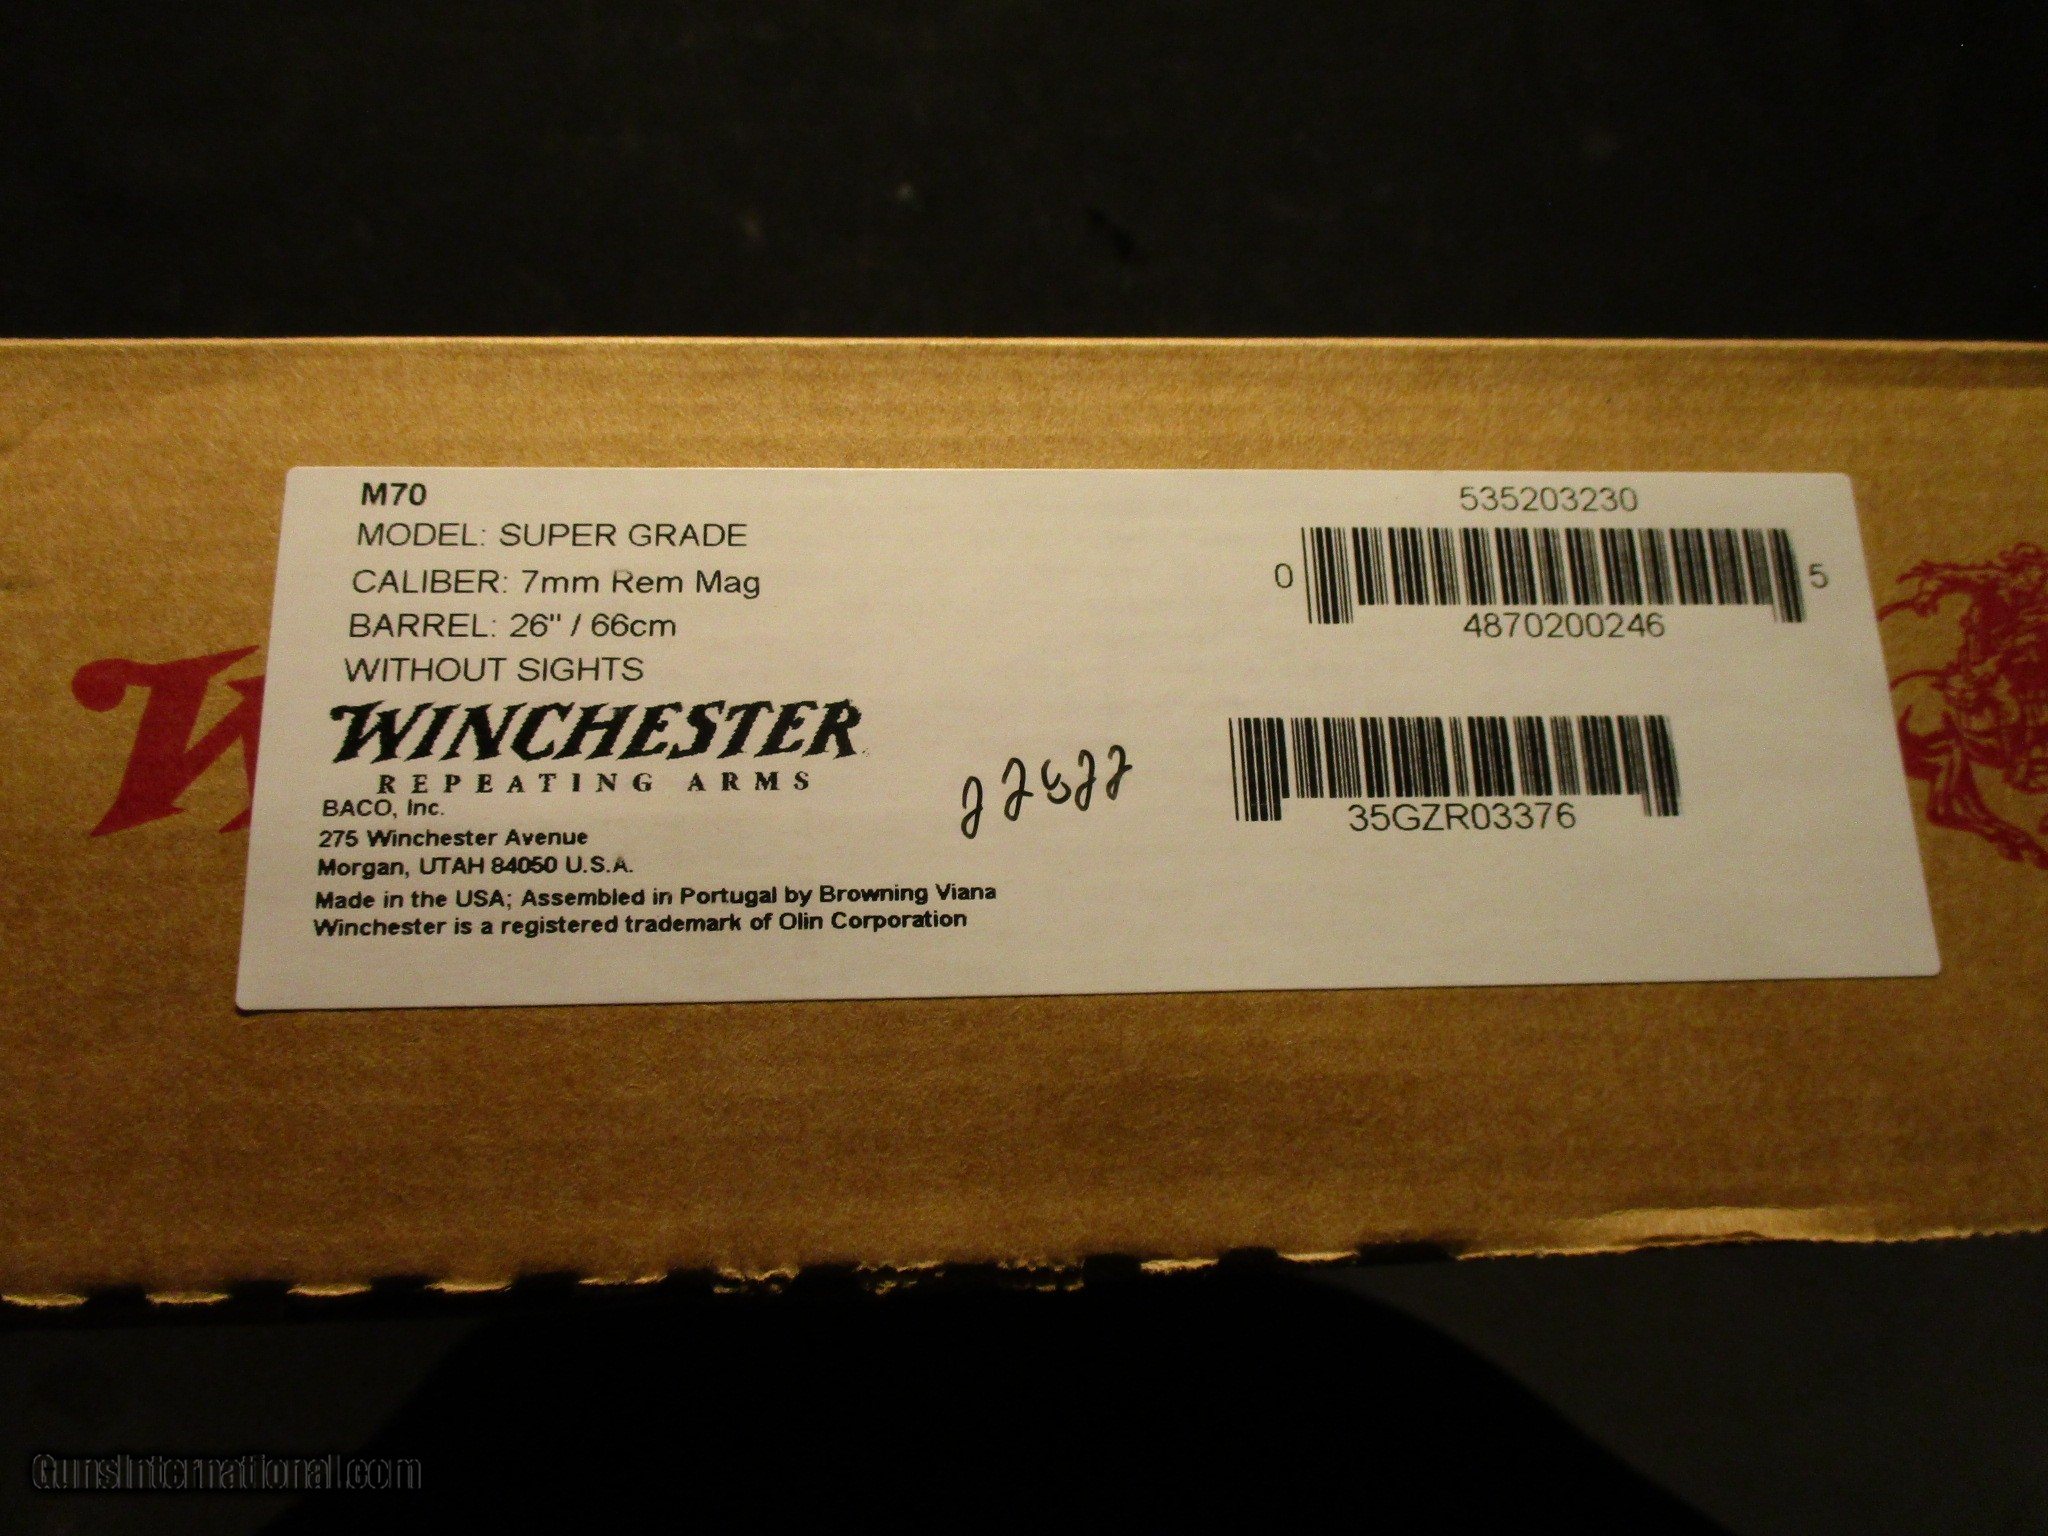 M70
MODEL: SUPER GRADE
CALIBER: 7mm Rem Mag
BARREL: 26" / 66cm
WITHOUT SIGHTS
WINCHESTER
REPEATING ARMS
BACO, Inc.
275 Winchester Avenue
Morgan, UTAH 84050 U.S.A.
Made in the USA; Assembled in Portugal by Browning Viana
Winchester is a registered trademark of Olin Corporation
535203230
0 5
4870200246
35GZR03376
W
GunsInternational.com